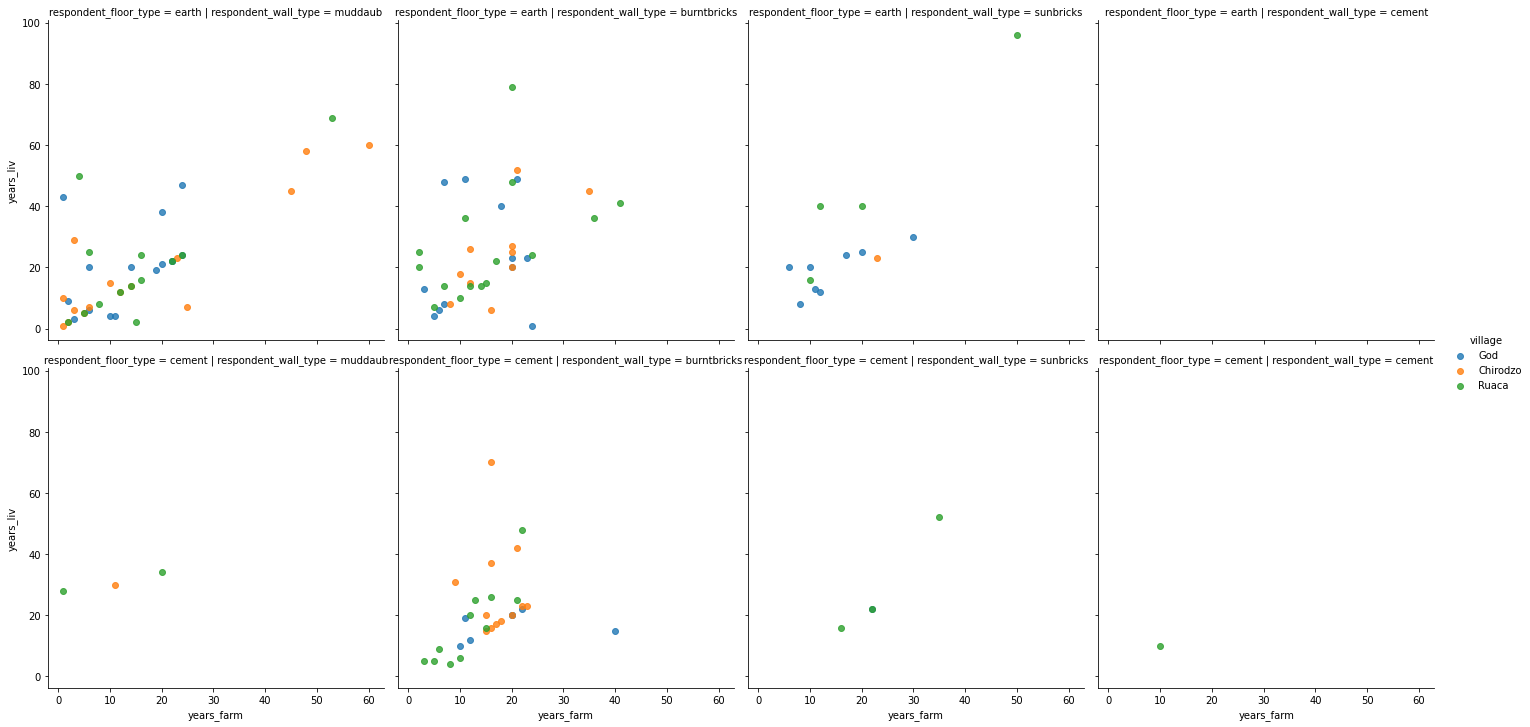 respondent_floor_type = earth | respondent_wall_type = muddaub
respondent_floor_type = earth | respondent_wall_type = burntbricks
respondent_floor_type = earth | respondent_wall_type = sunbricks
respondent_floor_type = earth | respondent_wall_type = cement
100
80
60
40
20
0
years_liv
respondent_floor_type = cement | respondent_wall_type = muddaub
respondent_floor_type = cement | respondent_wall_type = burntbricks
respondent_floor_type = cement | respondent_wall_type = sunbricks
respondent_floor_type = cement | respondent_wall_type = cement
100
80
60
40
20
0
years_liv
0 10 20 30 40 50 60
years_farm
0 10 20 30 40 50 60
years_farm
0 10 20 30 40 50 60
years_farm
0 10 20 30 40 50 60
years_farm
village
God
Chirodzo
Ruaca